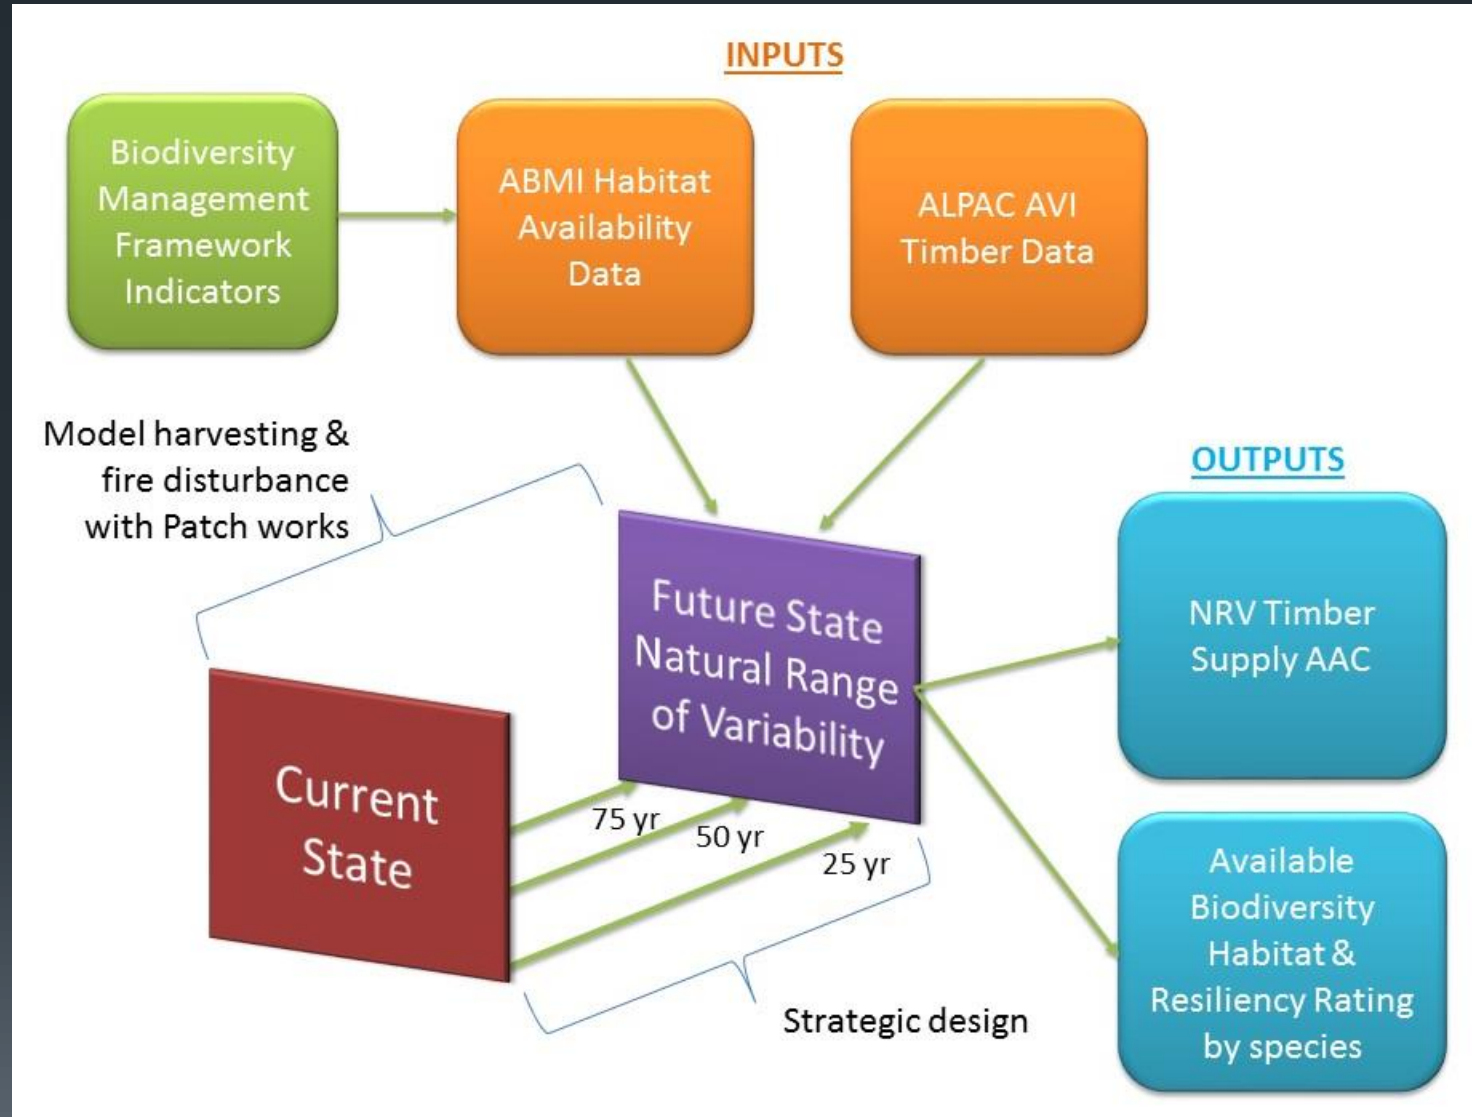 INPUTS
Biodiversity
Management
Framework
Indicators
ABMI Habitat
Availability
Data
ALPAC AVI
Timber Data
Model harvesting &
fire disturbance
with Patch works
OUTPUTS
Future State
Natural Range
of Variability
NRV Timber
Supply AAC
Current
State
75 yr
50 yr
25 yr
Available
Biodiversity
Habitat &
Resiliency Rating
by species
Strategic design